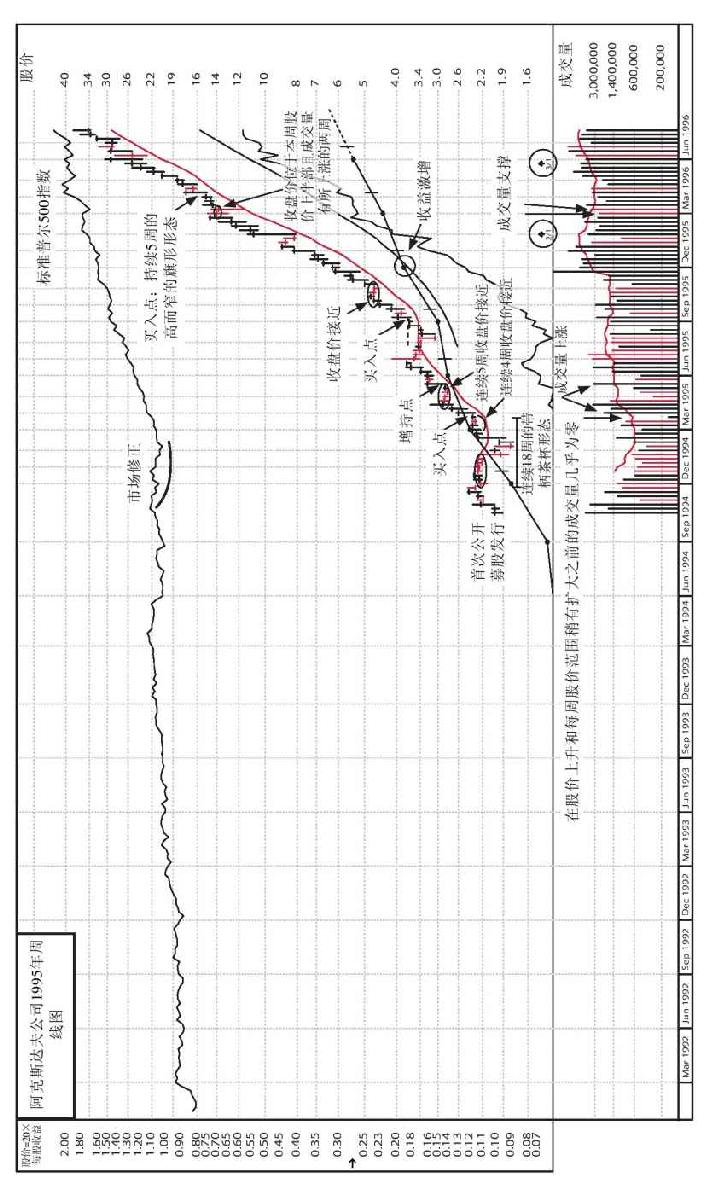 阿克斯达夫公司1995年周
线图
股价=20×
每股收益
2.00
1.80
1.60
1.50
1.40
1.30
1.20
1.10
1.00
0.90
0.80
0.75
0.70
0.65
0.60
0.55
0.50
0.45
0.40
0.35
0.30
0.25
0.23
0.20
0.18
0.16
0.15
0.14
0.13
0.12
0.11
0.10
0.09
0.08
0.07
标准普尔500指数
市场修正
买入点：持续5周的
高而窄的旗形形态
收盘价位于本周股
价上半部且成交量
有所上涨的两周
收盘价接近
买入点
增持点
买入点
首次公开
募股发行
收益激增
连续5周收盘价接近
连续4周收盘价接近
连续18周的带
柄茶杯形态
成交量支撑
成交量上涨
在股价上升和每周股价范围稍有扩大之前的成交量几乎为零
股价
40
34
30
26
22
19
16
14
12
10
8
7
6
5
4.0
3.4
3.0
2.6
2.2
1.9
1.6
成交量
3,000,000
1,400,000
600,000
200,000
Mar 1992
Jan 1992
Sep 1992
Dec 1992
Mar 1993
Jun 1993
Sep 1993
Dec 1993
Mar 1994
Jun 1994
Sep 1994
Dec 1994
Mar 1995
Jun 1995
Sep 1995
Dec 1995
Mar 1996
Jun 1996